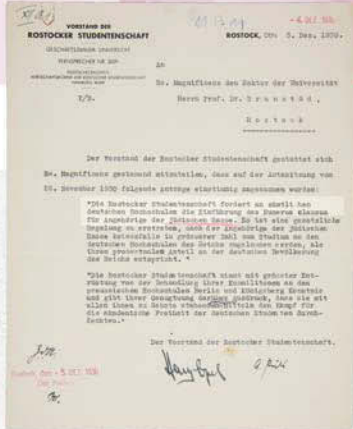 VORSTAND DER
ROSTOCKER STUDENTENSCHAFT
GESCHÄFTSZIMMER: UNIVERSITÄT
FERNSPRECHER NR.
ROSTOCK, den 3. Dez. 1930.
An
Se. Magnifizenz den Rektor der Universität
Herrn Prof. Dr. Brunstäd,
Rostock
Der Vorstand der Rostocker Studentenschaft gestattet sich
Ew. Magnifizenz geziemend mitzuteilen, dass auf der Astasitzung vom
November 1930 folgende Anträge einstimmig angenommen wurden:
"Die Rostocker Studentenschaft fordert an sämtlichen
deutschen Hochschulen die Einführung des Numerus clausus
für Angehörige der jüdischen Rasse. Es ist eine gesetzliche
Regelung zu erstreben, nach der Angehörige der jüdischen
Rasse keinesfalls in grösserer Zahl zum Studium an den
deutschen Hochschulen des Reichs zugelassen werden, als
ihrem prozentualen Anteil an der deutschen Bevölkerung
des Reichs entspricht."
"Die Rostocker Studentenschaft nimmt mit grösster Ent-
rüstung von der Behandlung ihrer Kommilitonen an den
preussischen Hochschulen Berlin und Königsberg Kenntnis
und gibt ihrer Genugtuung darüber Ausdruck, dass sie mit
allen ihnen zu Gebote stehenden Mitteln den Kampf für
die akademische Freiheit der deutschen Studenten durch-
fechten."
Der Vorstand der Rostocker Studentenschaft.